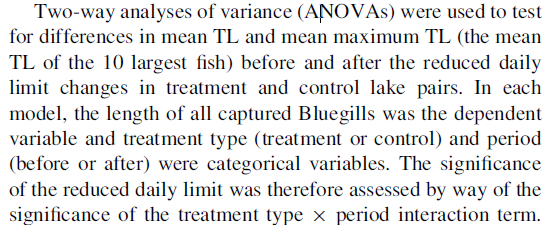 Two-way analyses of variance (ANOVAs) were used to test
for differences in mean TL and mean maximum TL (the mean
TL of the 10 largest fish) before and after the reduced daily
limit changes in treatment and control lake pairs. In each
model, the length of all captured Bluegills was the dependent
variable and treatment type (treatment or control) and period
(before or after) were categorical variables. The significance
of the reduced daily limit was therefore assessed by way of the
significance of the treatment type × period interaction term.